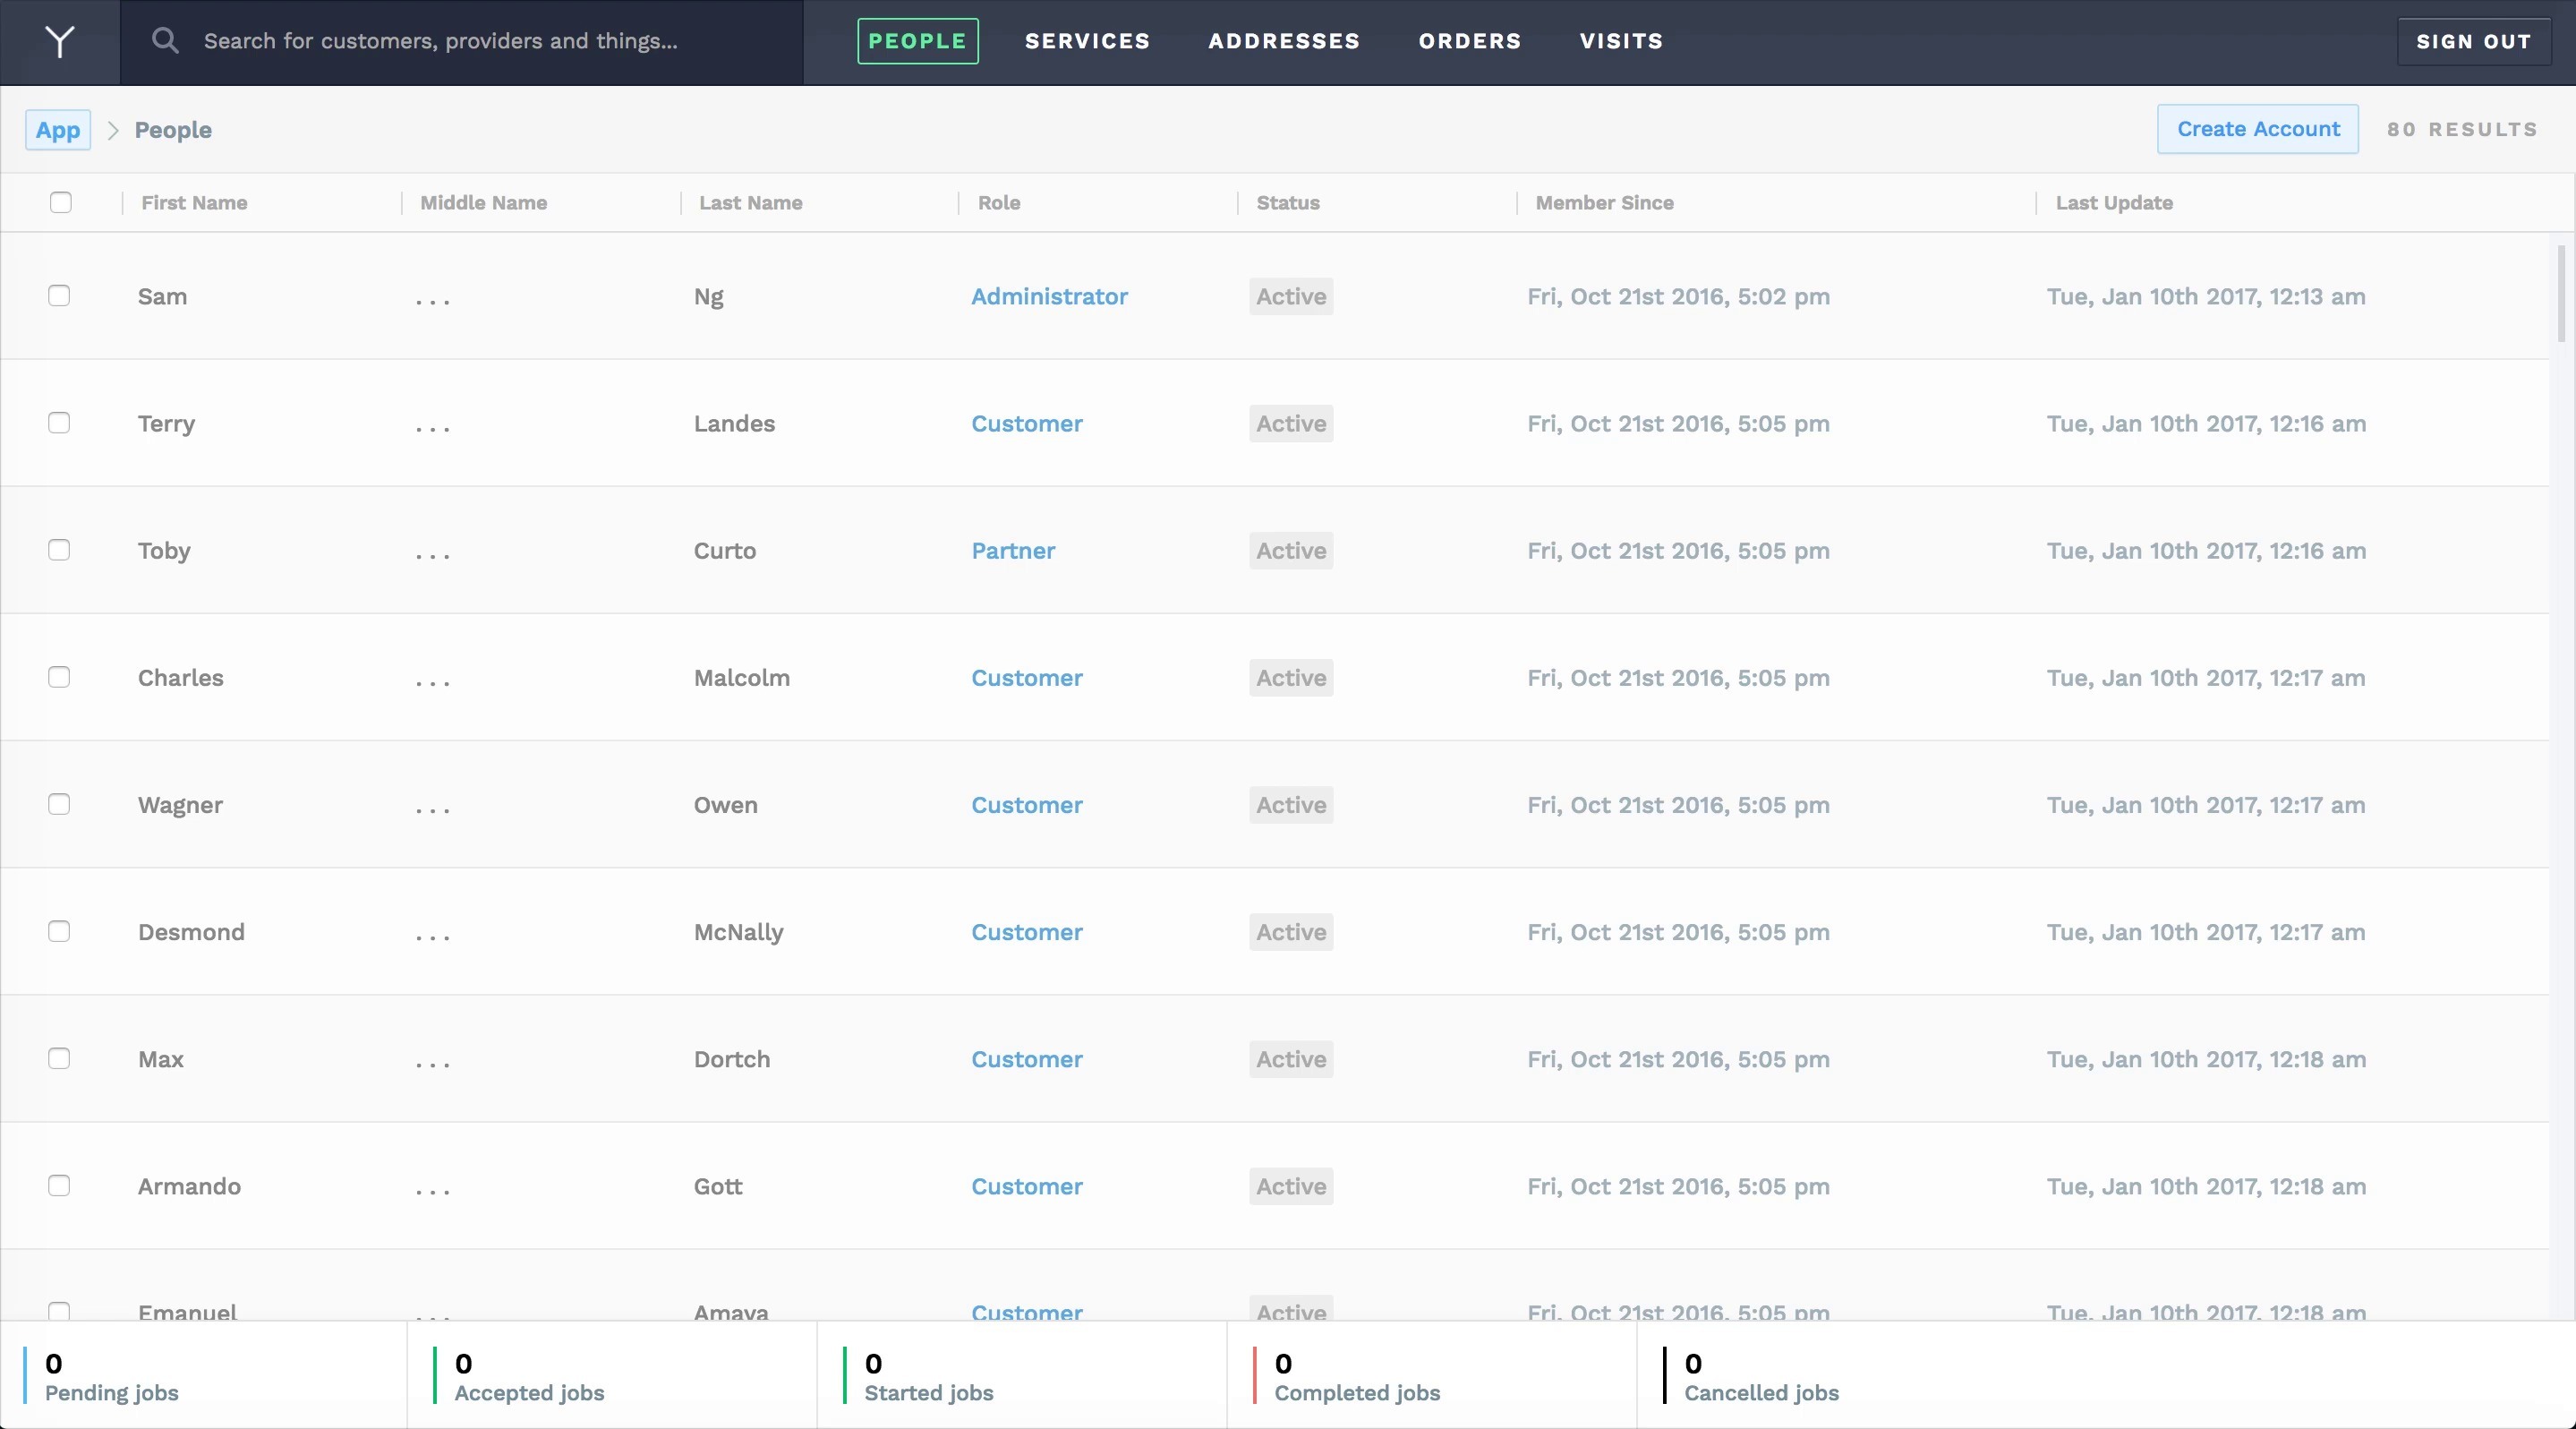 Y Search for customers, providers and things... PEOPLE SERVICES ADDRESSES ORDERS VISITS SIGN OUT
App > People Create Account 80 RESULTS
First Name Middle Name Last Name Role Status Member Since Last Update
Sam ... Ng Administrator Active Fri, Oct 21st 2016, 5:02 pm Tue, Jan 10th 2017, 12:13 am
Terry ... Landes Customer Active Fri, Oct 21st 2016, 5:05 pm Tue, Jan 10th 2017, 12:16 am
Toby ... Curto Partner Active Fri, Oct 21st 2016, 5:05 pm Tue, Jan 10th 2017, 12:16 am
Charles ... Malcolm Customer Active Fri, Oct 21st 2016, 5:05 pm Tue, Jan 10th 2017, 12:17 am
Wagner ... Owen Customer Active Fri, Oct 21st 2016, 5:05 pm Tue, Jan 10th 2017, 12:17 am
Desmond ... McNally Customer Active Fri, Oct 21st 2016, 5:05 pm Tue, Jan 10th 2017, 12:17 am
Max ... Dortch Customer Active Fri, Oct 21st 2016, 5:05 pm Tue, Jan 10th 2017, 12:18 am
Armando ... Gott Customer Active Fri, Oct 21st 2016, 5:05 pm Tue, Jan 10th 2017, 12:18 am
Emanuel ... Amaya Customer Active Fri, Oct 21st 2016, 5:05 pm Tue, Jan 10th 2017, 12:18 am
0 0 0 0 0
Pending jobs Accepted jobs Started jobs Completed jobs Cancelled jobs